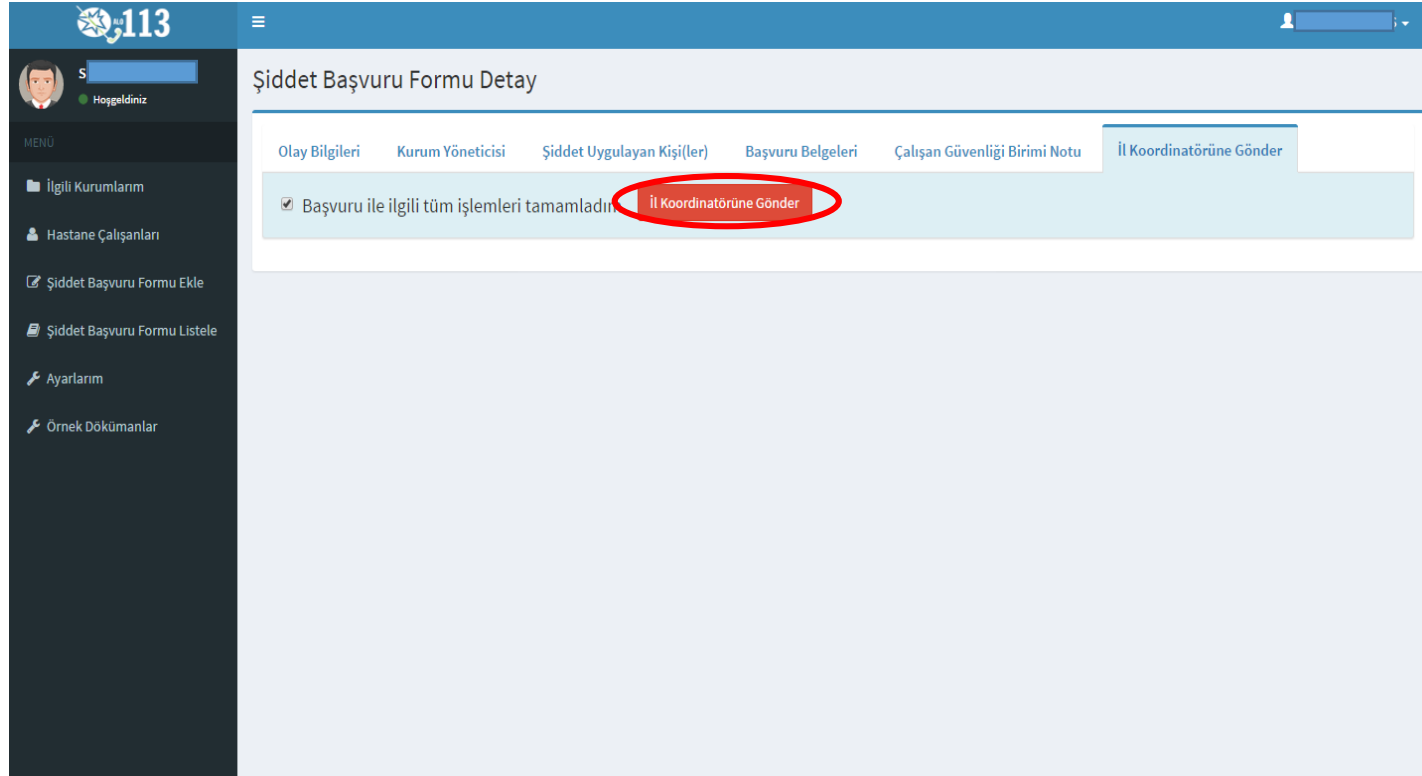 ALO 113
S
Hoşgeldiniz
MENÜ
İlgili Kurumlarım
Hastane Çalışanları
Şiddet Başvuru Formu Ekle
Şiddet Başvuru Formu Listele
Ayarlarım
Örnek Dökümanlar
Şiddet Başvuru Formu Detay
Olay Bilgileri Kurum Yöneticisi Şiddet Uygulayan Kişi(ler) Başvuru Belgeleri Çalışan Güvenliği Birimi Notu İl Koordinatörüne Gönder
Başvuru ile ilgili tüm işlemleri tamamladım İl Koordinatörüne Gönder